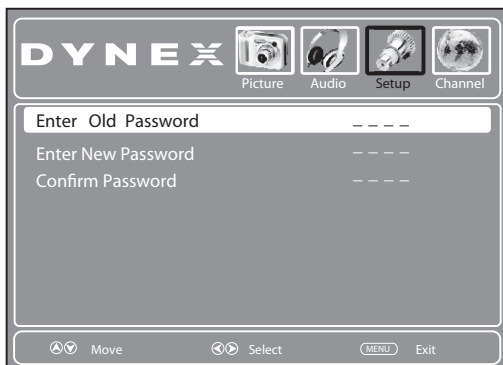 DYNEX
Picture Audio Setup Channel
Enter Old Password _ _ _ _
Enter New Password _ _ _ _
Confirm Password _ _ _ _
Move Select MENU Exit